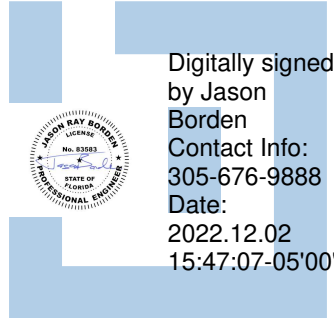 JASON RAY BORDEN
LICENSE
No. 83583
STATE OF
FLORIDA
PROFESSIONAL ENGINEER
Digitally signed
by Jason
Borden
Contact Info:
305-676-9888
Date:
2022.12.02
15:47:07-05'00'